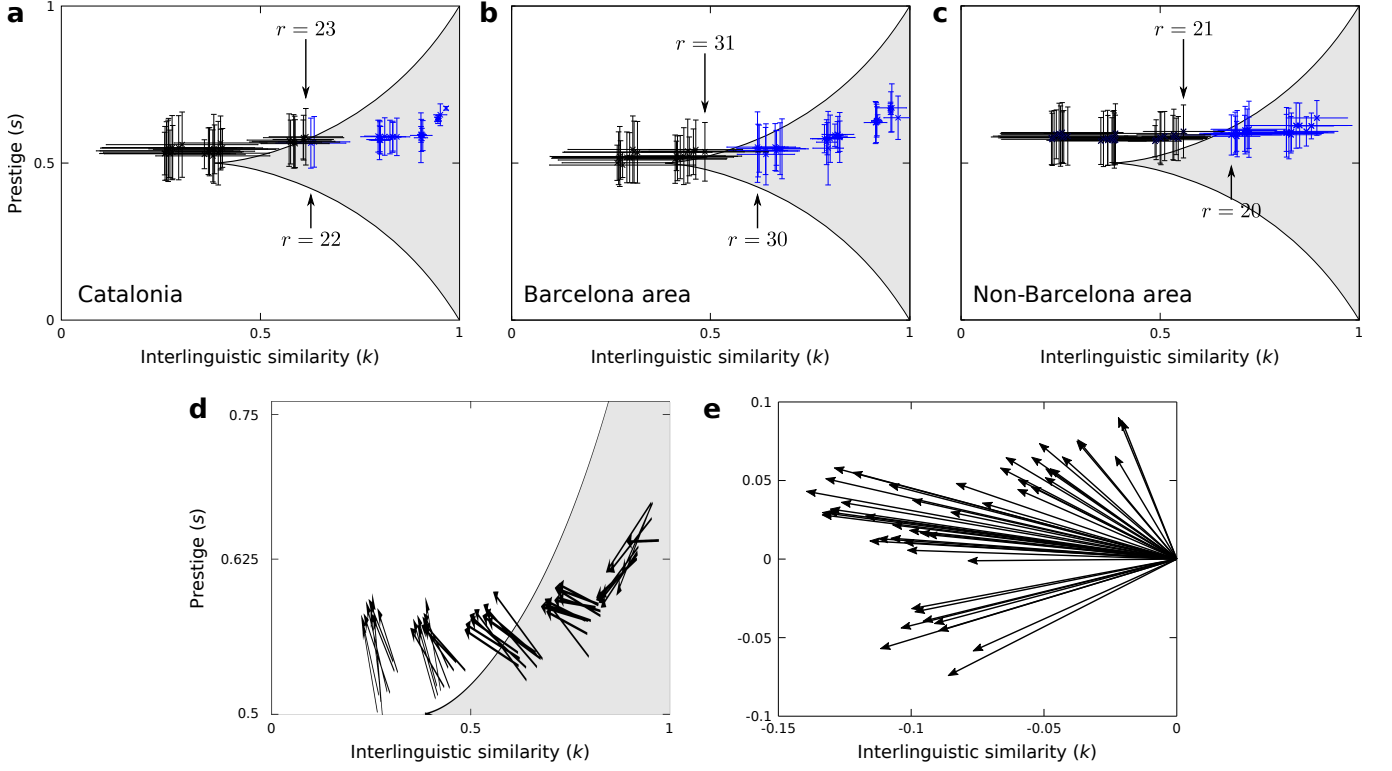 a
b
c
1
r = 23
r = 31
r = 21
Prestige (s)
0.5
r = 22
r = 30
r = 20
Catalonia
Barcelona area
Non-Barcelona area
0
0 0.5 1
0 0.5 1
0 0.5 1
Interlinguistic similarity (k)
Interlinguistic similarity (k)
Interlinguistic similarity (k)
d
0.75
0.625
0.5
Prestige (s)
0 0.5 1
Interlinguistic similarity (k)
e
0.1
0.05
0
-0.05
-0.1
-0.15 -0.1 -0.05 0
Interlinguistic similarity (k)